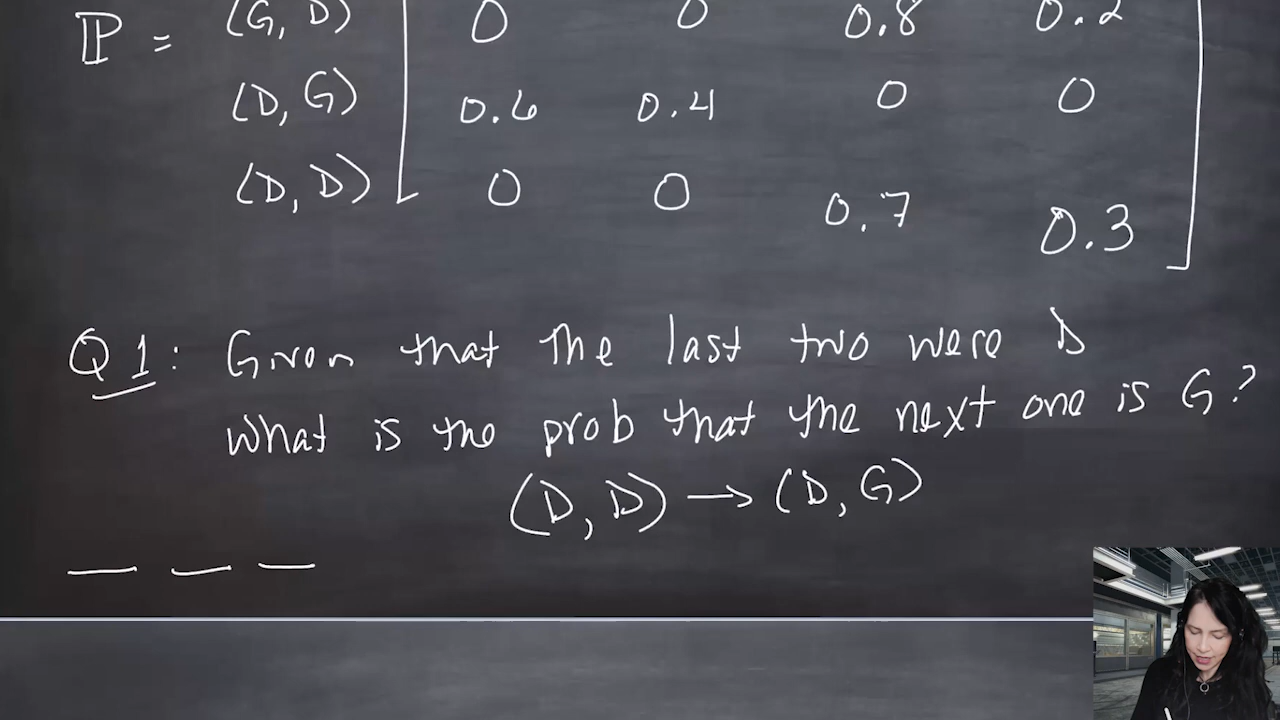 ℙ = (G, D) 0 0 0.8 0.2
(D, G) 0.6 0.4 0 0
(D, D) 0 0 0.7 0.3
Q1: Given that the last two were D
What is the prob that the next one is G?
(D, D) → (D, G)